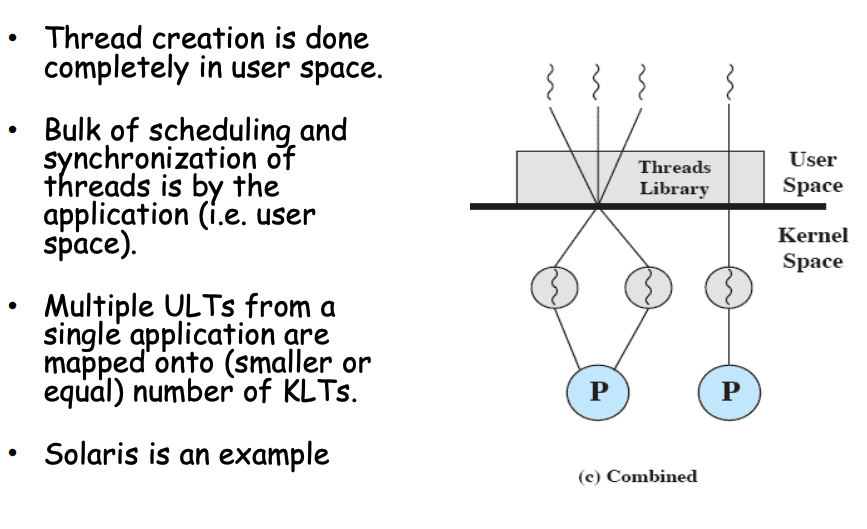 • Thread creation is done
completely in user space.
• Bulk of scheduling and
synchronization of
threads is by the
application (i.e. user
space).
• Multiple ULTs from a
single application are
mapped onto (smaller or
equal) number of KLTs.
• Solaris is an example
Threads
Library
User
Space
Kernel
Space
P
P
(c) Combined